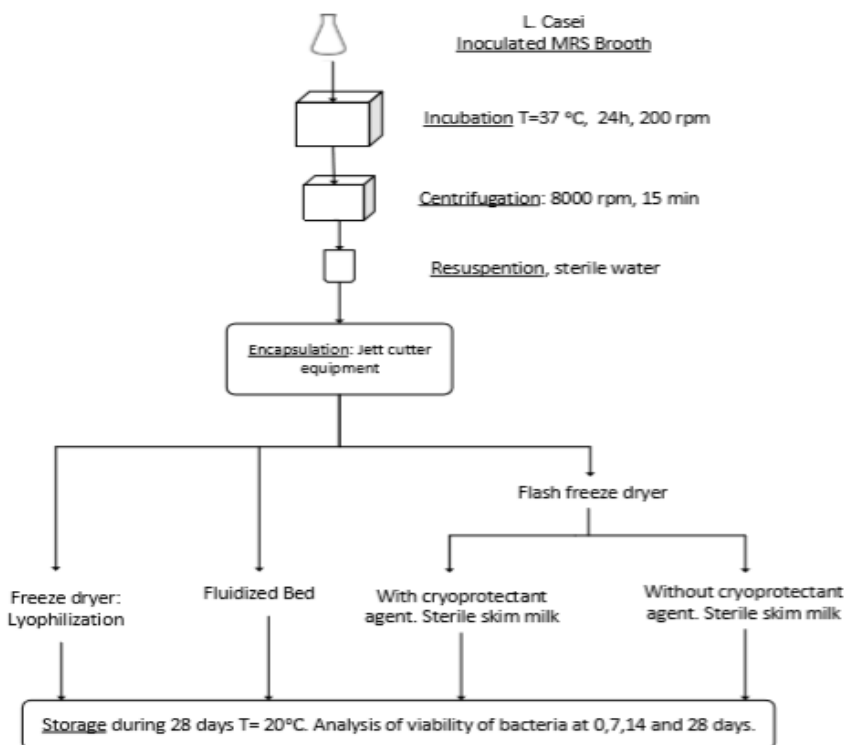 L. Casei
Inoculated MRS Brooth
Incubation T=37 °C, 24h, 200 rpm
Centrifugation: 8000 rpm, 15 min
Resuspention, sterile water
Encapsulation: Jett cutter
equipment
Flash freeze dryer
Freeze dryer:
Lyophilization
Fluidized Bed
With cryoprotectant
agent. Sterile skim milk
Without cryoprotectant
agent. Sterile skim milk
Storage during 28 days T= 20°C. Analysis of viability of bacteria at 0,7,14 and 28 days.